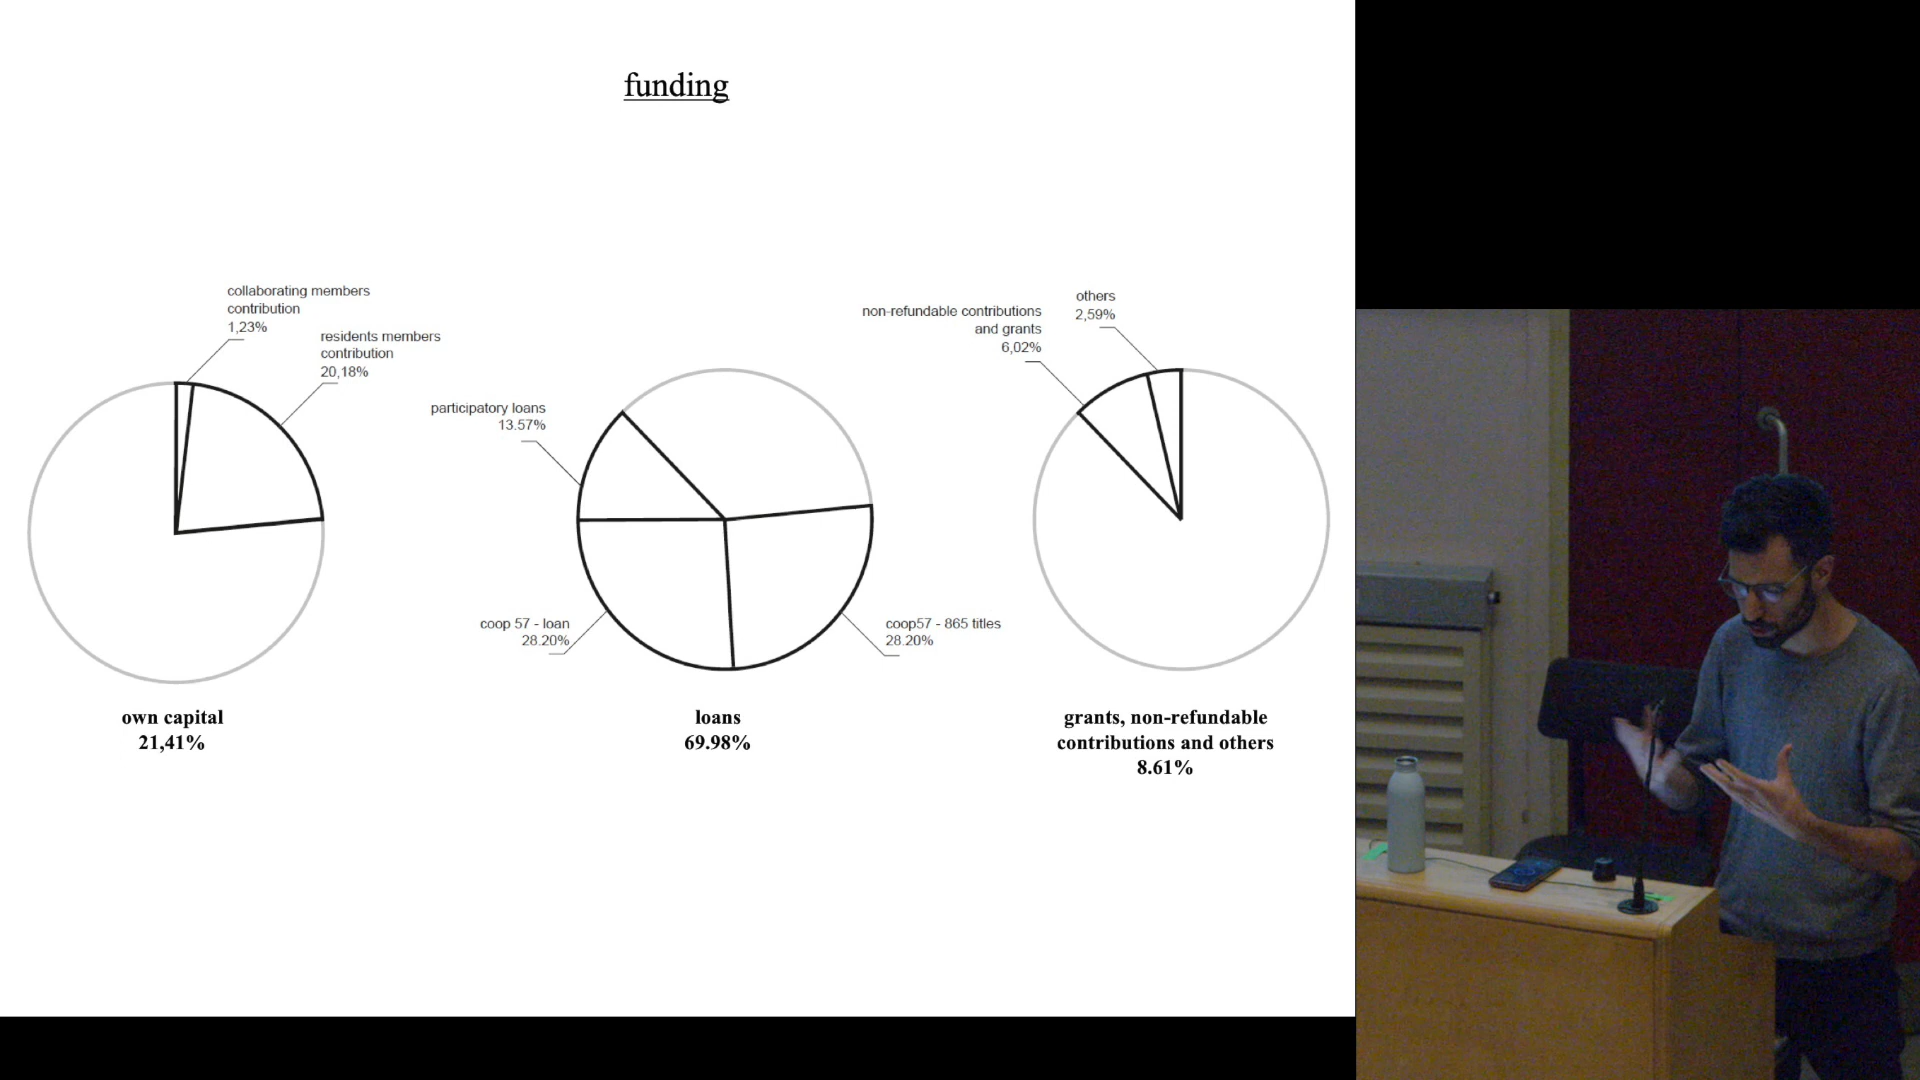 funding
collaborating members
contribution
1,23%
residents members
contribution
20,18%
own capital
21,41%
participatory loans
13.57%
coop 57 - loan
28.20%
coop57 - 865 titles
28.20%
loans
69.98%
non-refundable contributions
and grants
6,02%
others
2,59%
grants, non-refundable
contributions and others
8.61%